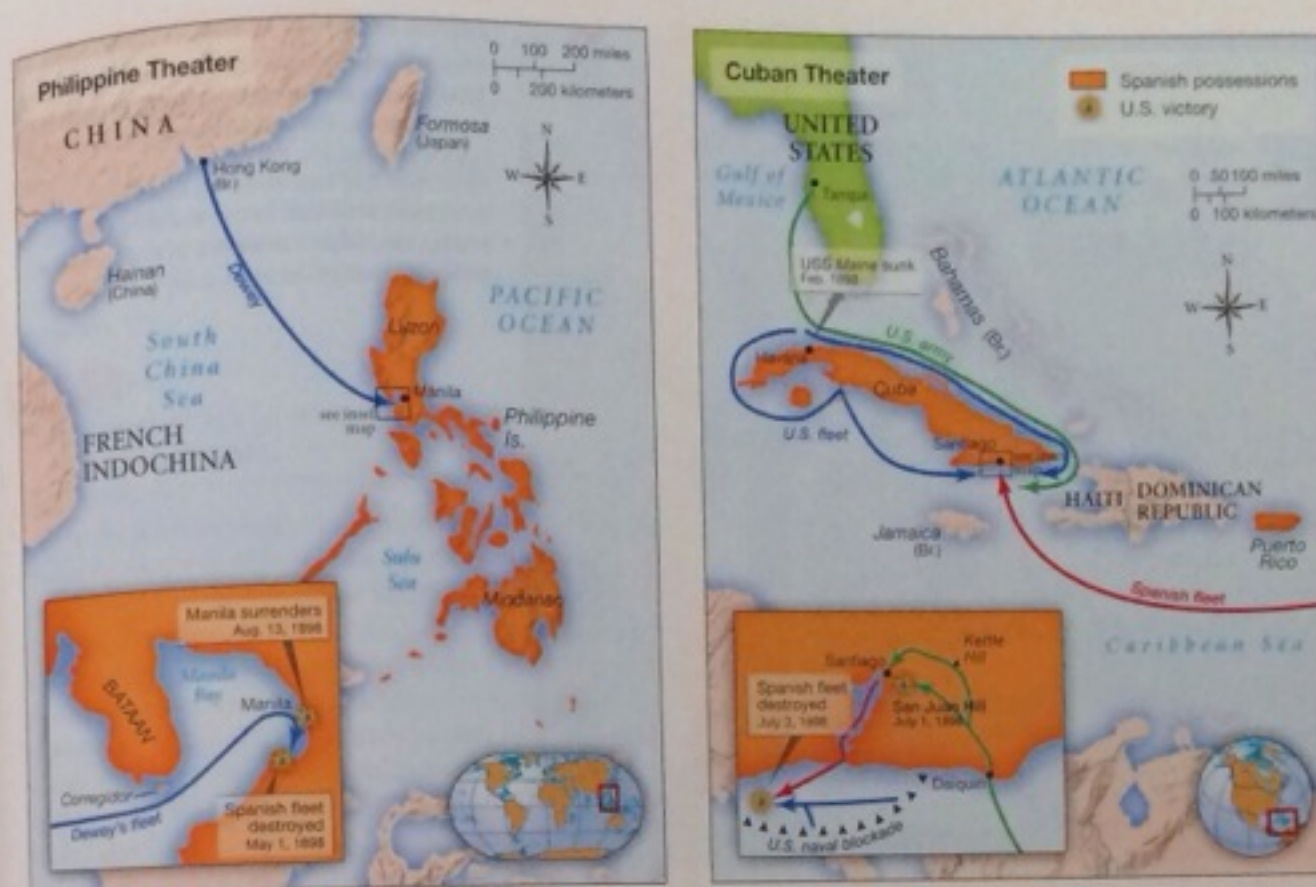 Philippine Theater
0 100 200 miles
0 200 kilometers
CHINA
Formosa
(Japan)
Hong Kong
(Br.)
N
W E
S
Hainan
(China)
Dewey
Luzon
PACIFIC
OCEAN
South
China
Sea
Manila
see inset
map
Philippine
Is.
FRENCH
INDOCHINA
Sulu
Sea
Mindanao
Manila surrenders
Aug. 13, 1898
Manila
Bay
BATAAN
Manila
Corregidor
Dewey's fleet
Spanish fleet
destroyed
May 1, 1898
Cuban Theater
Spanish possessions
U.S. victory
UNITED
STATES
Gulf of
Mexico
Tampa
ATLANTIC
OCEAN
0 50 100 miles
0 100 kilometers
USS Maine sunk
Feb. 1898
Bahamas (Br.)
N
W E
S
U.S. army
Havana
Cuba
U.S. fleet
Santiago
HAITI
DOMINICAN
REPUBLIC
Jamaica
(Br.)
Puerto
Rico
Spanish fleet
Caribbean Sea
Kettle
Hill
Santiago
Spanish fleet
destroyed
July 3, 1898
San Juan Hill
July 1, 1898
Daiquiri
U.S. naval blockade